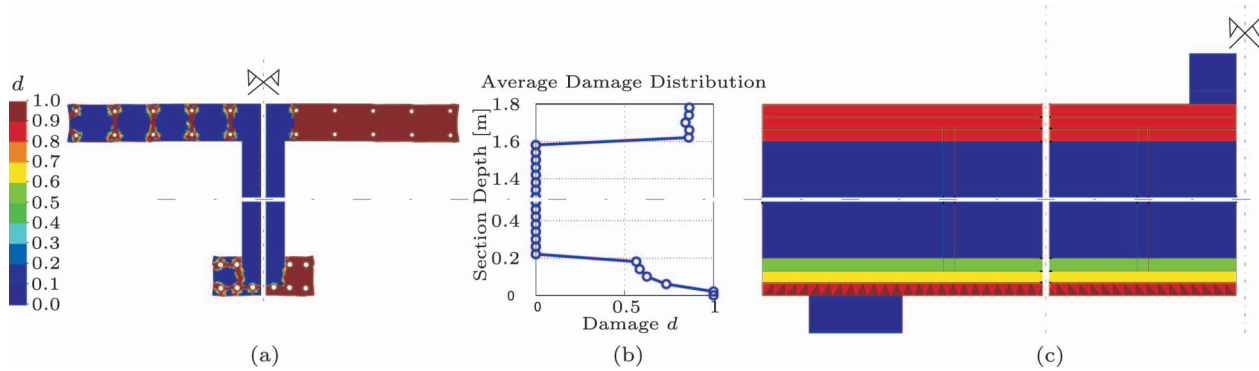 d
1.0
0.9
0.8
0.7
0.6
0.5
0.4
0.3
0.2
0.1
0.0
(a)
Average Damage Distribution
Section Depth [m]
1.8
1.6
1.4
0.4
0.2
0
0
0.5
1
Damage d
(b)
(c)